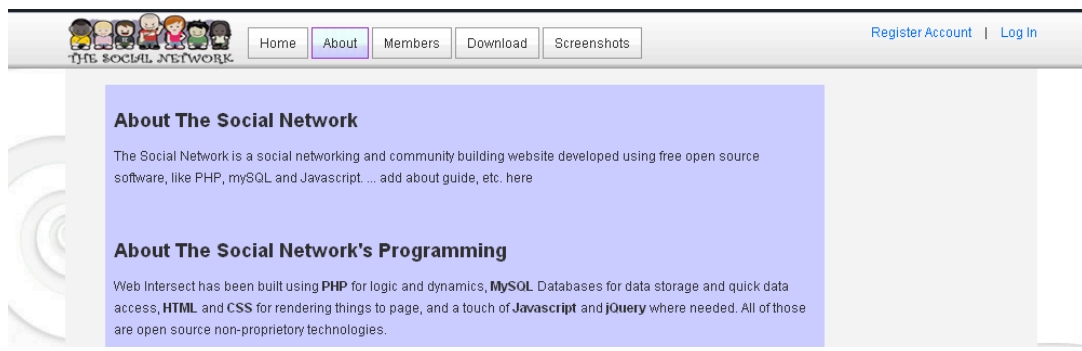 THE SOCIAL NETWORK
Home About Members Download Screenshots
Register Account | Log In
About The Social Network
The Social Network is a social networking and community building website developed using free open source
software, like PHP, mySQL and Javascript. ... add about guide, etc. here
About The Social Network's Programming
Web Intersect has been built using PHP for logic and dynamics, MySQL Databases for data storage and quick data
access, HTML and CSS for rendering things to page, and a touch of Javascript and jQuery where needed. All of those
are open source non-proprietory technologies.